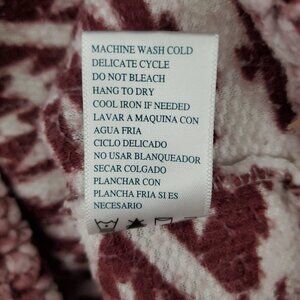 MACHINE WASH COLD
DELICATE CYCLE
DO NOT BLEACH
HANG TO DRY
COOL IRON IF NEEDED
LAVAR A MAQUINA CON
AGUA FRIA
CICLO DELICADO
NO USAR BLANQUEADOR
SECAR COLGADO
PLANCHAR CON
PLANCHA FRIA SI ES
NECESARIO